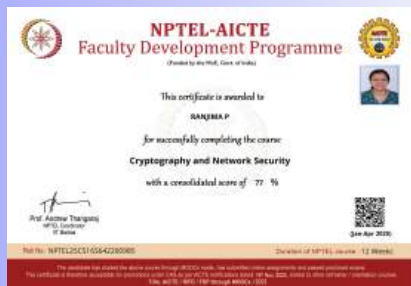 NPTEL-AICTE
Faculty Development Programme
(Funded by the MoE, Govt. of India)
This certificate is awarded to
RANJIMA P
for successfully completing the course
Cryptography and Network Security
with a consolidated score of 77 %
Prof. Andrew Thangaraj
NPTEL Coordinator
IIT Madras
(Jan-Apr 2025)
Roll No: Duration of NPTEL course: 12 Weeks